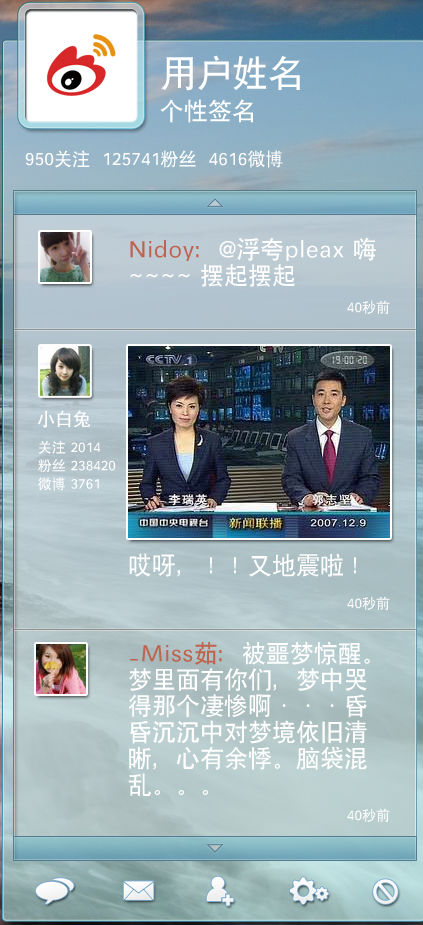 用户姓名
个性签名
950关注 125741粉丝 4616微博
Nidoy: @浮夸pleax 嗨
~~~~ 摆起摆起
40秒前
CCTV 1
19:00:20
小白兔
关注 2014
粉丝 238420
微博 3761
李瑞英 郭志坚
中国中央电视台 新闻联播 2007.12.9
哎呀，！！又地震啦！
40秒前
_Miss茹: 被噩梦惊醒。
梦里面有你们，梦中哭
得那个凄惨啊···昏
昏沉沉中对梦境依旧清
晰，心有余悸。脑袋混
乱。。。
40秒前